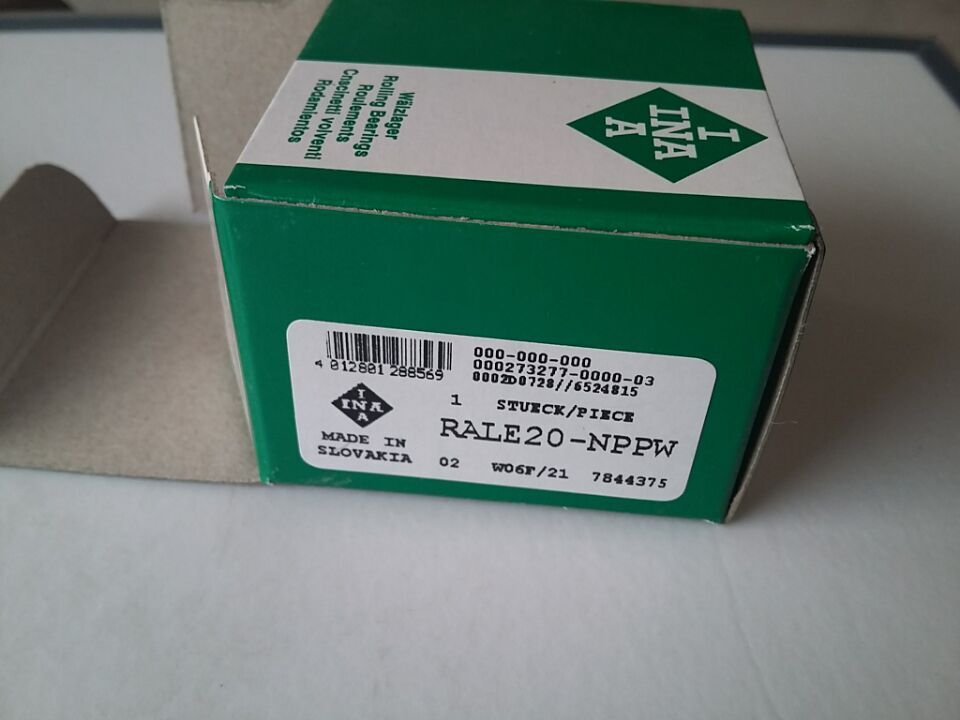 Wälzlager
Rolling Bearings
Roulements
Cuscinetti volventi
Rodamientos
I
INA
A
4 012801 288569
000-000-000
000273277-0000-03
0002D0728//6524815
I
INA
A
1 STUECK/PIECE
RALE20-NPPW
MADE IN
SLOVAKIA
02 W06F/21 7844375